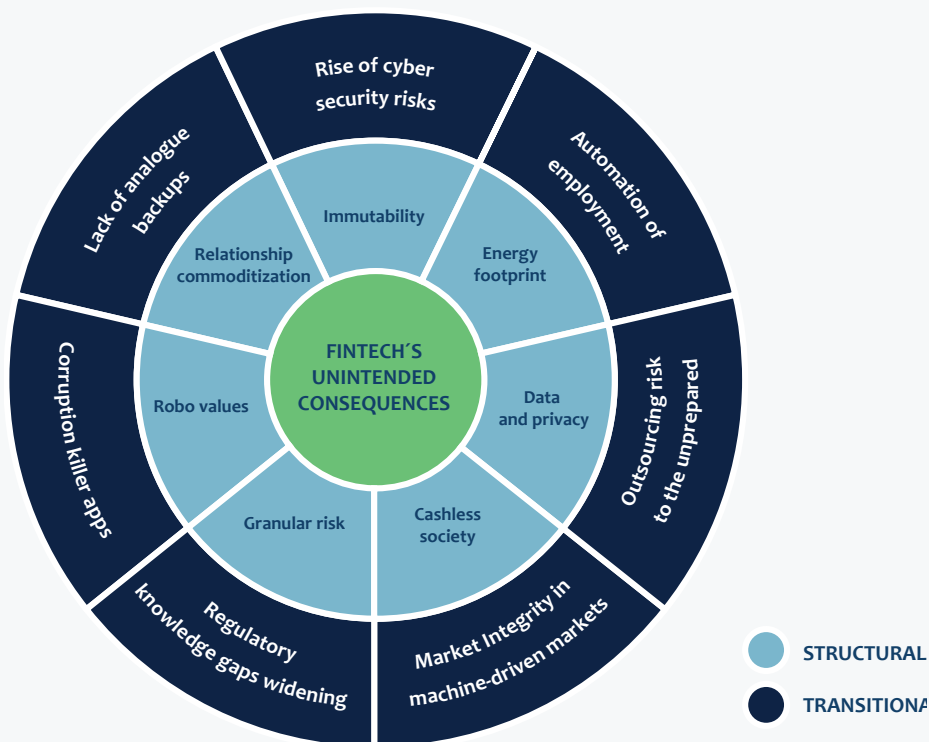 Rise of cyber
security risks
Automation of
employment
Outsourcing risk
to the unprepared
Market Integrity in
machine-driven markets
Regulatory
knowledge gaps widening
Corruption killer apps
Lack of analogue
backups
Immutability
Energy
footprint
Data
and privacy
Cashless
society
Granular risk
Robo values
Relationship
commoditization
FINTECH´S
UNINTENDED
CONSEQUENCES
STRUCTURAL